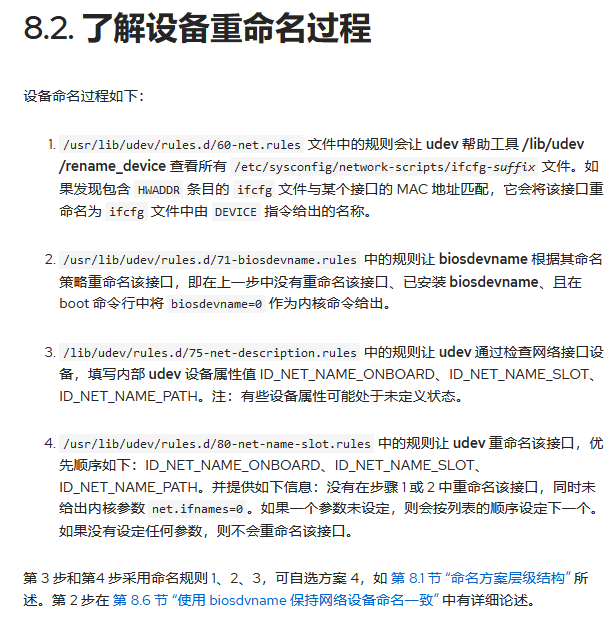 8.2. 了解设备重命名过程
设备命名过程如下：
1. /usr/lib/udev/rules.d/60-net.rules 文件中的规则会让 udev 帮助工具 /lib/udev
/rename_device 查看所有 /etc/sysconfig/network-scripts/ifcfg-suffix 文件。如
果发现包含 HWADDR 条目的 ifcfg 文件与某个接口的 MAC 地址匹配，它会将该接口重
命名为 ifcfg 文件中由 DEVICE 指令给出的名称。
2. /usr/lib/udev/rules.d/71-biosdevname.rules 中的规则让 biosdevname 根据其命名
策略重命名该接口，即在上一步中没有重命名该接口、已安装 biosdevname、且在
boot 命令行中将 biosdevname=0 作为内核命令给出。
3. /lib/udev/rules.d/75-net-description.rules 中的规则让 udev 通过检查网络接口设
备，填写内部 udev 设备属性值 ID_NET_NAME_ONBOARD、ID_NET_NAME_SLOT、
ID_NET_NAME_PATH。注：有些设备属性可能处于未定义状态。
4. /usr/lib/udev/rules.d/80-net-name-slot.rules 中的规则让 udev 重命名该接口，优
先顺序如下：ID_NET_NAME_ONBOARD、ID_NET_NAME_SLOT、
ID_NET_NAME_PATH。并提供如下信息：没有在步骤 1 或 2 中重命名该接口，同时未
给出内核参数 net.ifnames=0 。如果一个参数未设定，则会按列表的顺序设定下一个。
如果没有设定任何参数，则不会重命名该接口。
第 3 步和第4 步采用命名规则 1、2、3，可自选方案 4，如 第 8.1 节 “命名方案层级结构” 所
述。第 2 步在 第 8.6 节 “使用 biosdvname 保持网络设备命名一致” 中有详细论述。